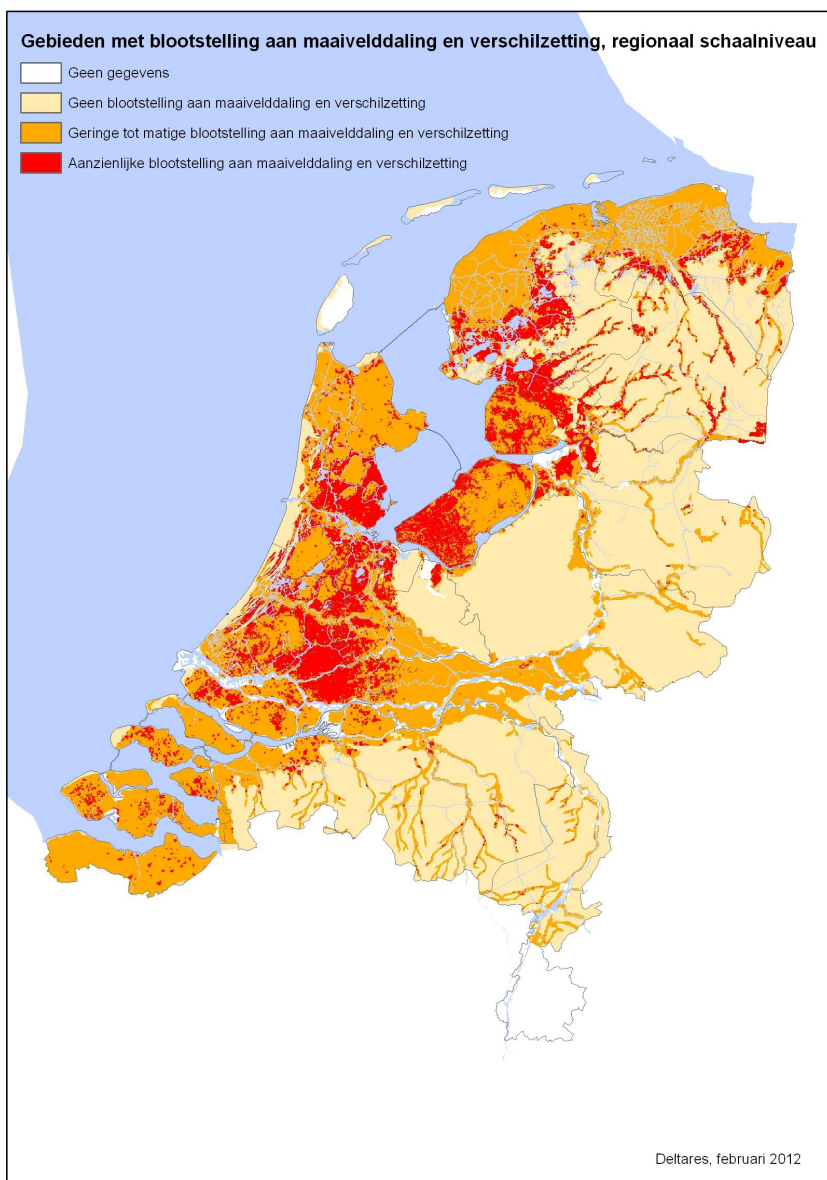 Gebieden met blootstelling aan maaivelddaling en verschilzetting, regionaal schaalniveau
Geen gegevens
Geen blootstelling aan maaivelddaling en verschilzetting
Geringe tot matige blootstelling aan maaivelddaling en verschilzetting
Aanzienlijke blootstelling aan maaivelddaling en verschilzetting
Deltares, februari 2012